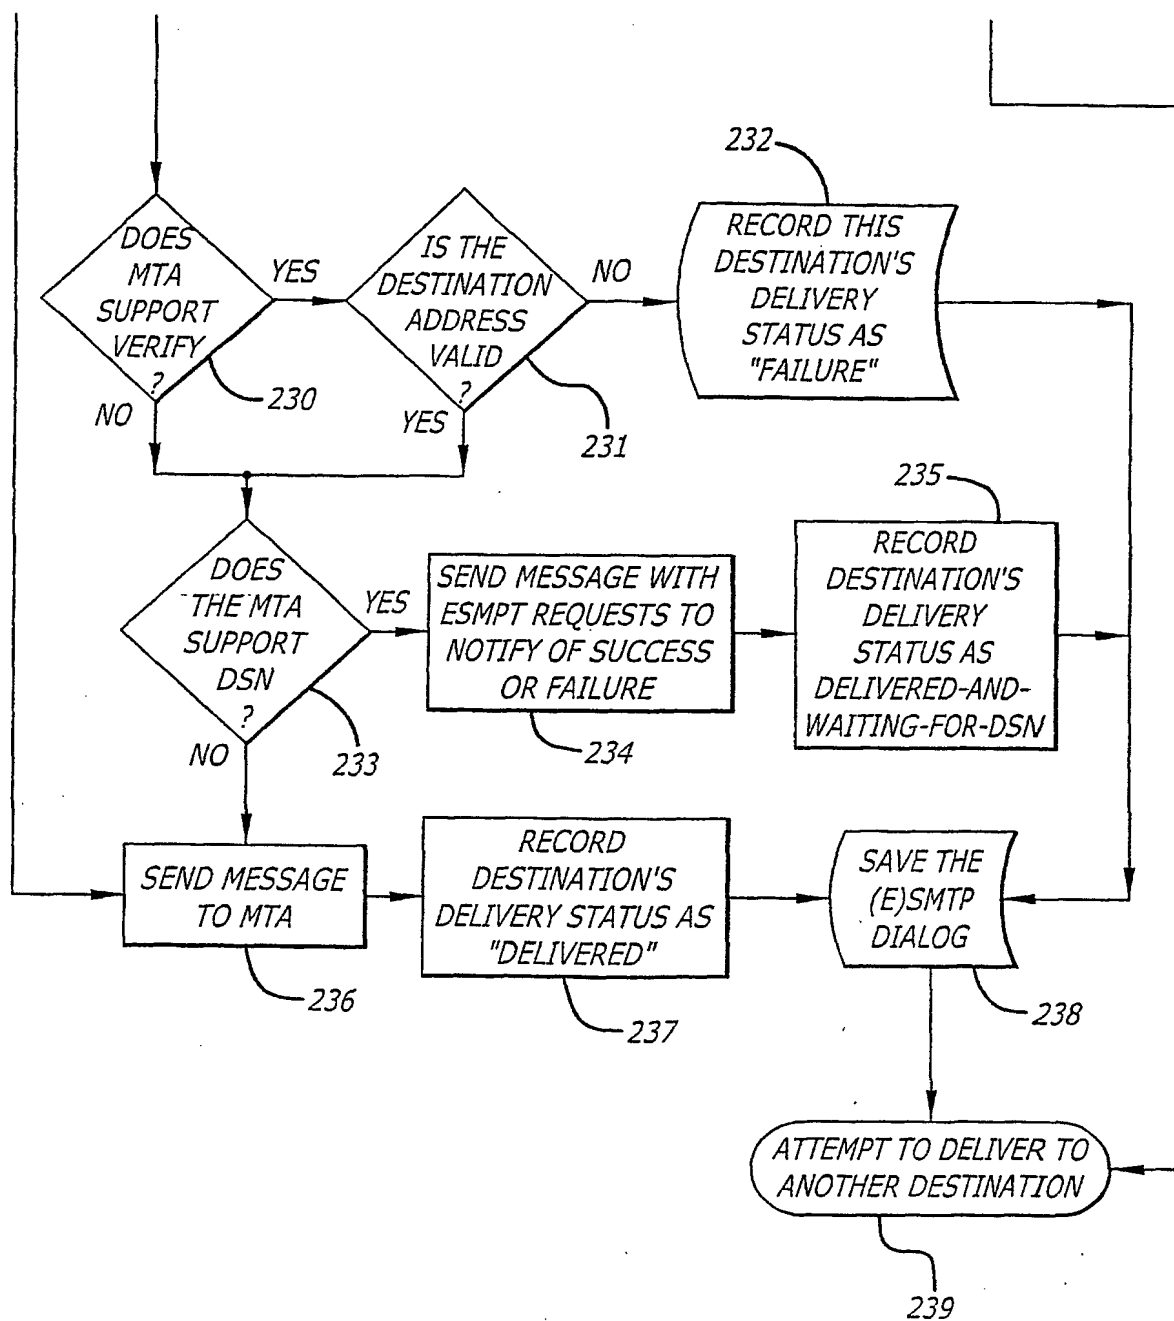 232
DOES
MTA
SUPPORT
VERIFY
?
230
YES
NO
IS THE
DESTINATION
ADDRESS
VALID
?
231
NO
YES
RECORD THIS
DESTINATION'S
DELIVERY
STATUS AS
"FAILURE"
235
DOES
THE MTA
SUPPORT
DSN
?
233
YES
NO
SEND MESSAGE WITH
ESMPT REQUESTS TO
NOTIFY OF SUCCESS
OR FAILURE
234
RECORD
DESTINATION'S
DELIVERY
STATUS AS
DELIVERED-AND-
WAITING-FOR-DSN
SEND MESSAGE
TO MTA
236
RECORD
DESTINATION'S
DELIVERY STATUS AS
"DELIVERED"
237
SAVE THE
(E)SMTP
DIALOG
238
ATTEMPT TO DELIVER TO
ANOTHER DESTINATION
239